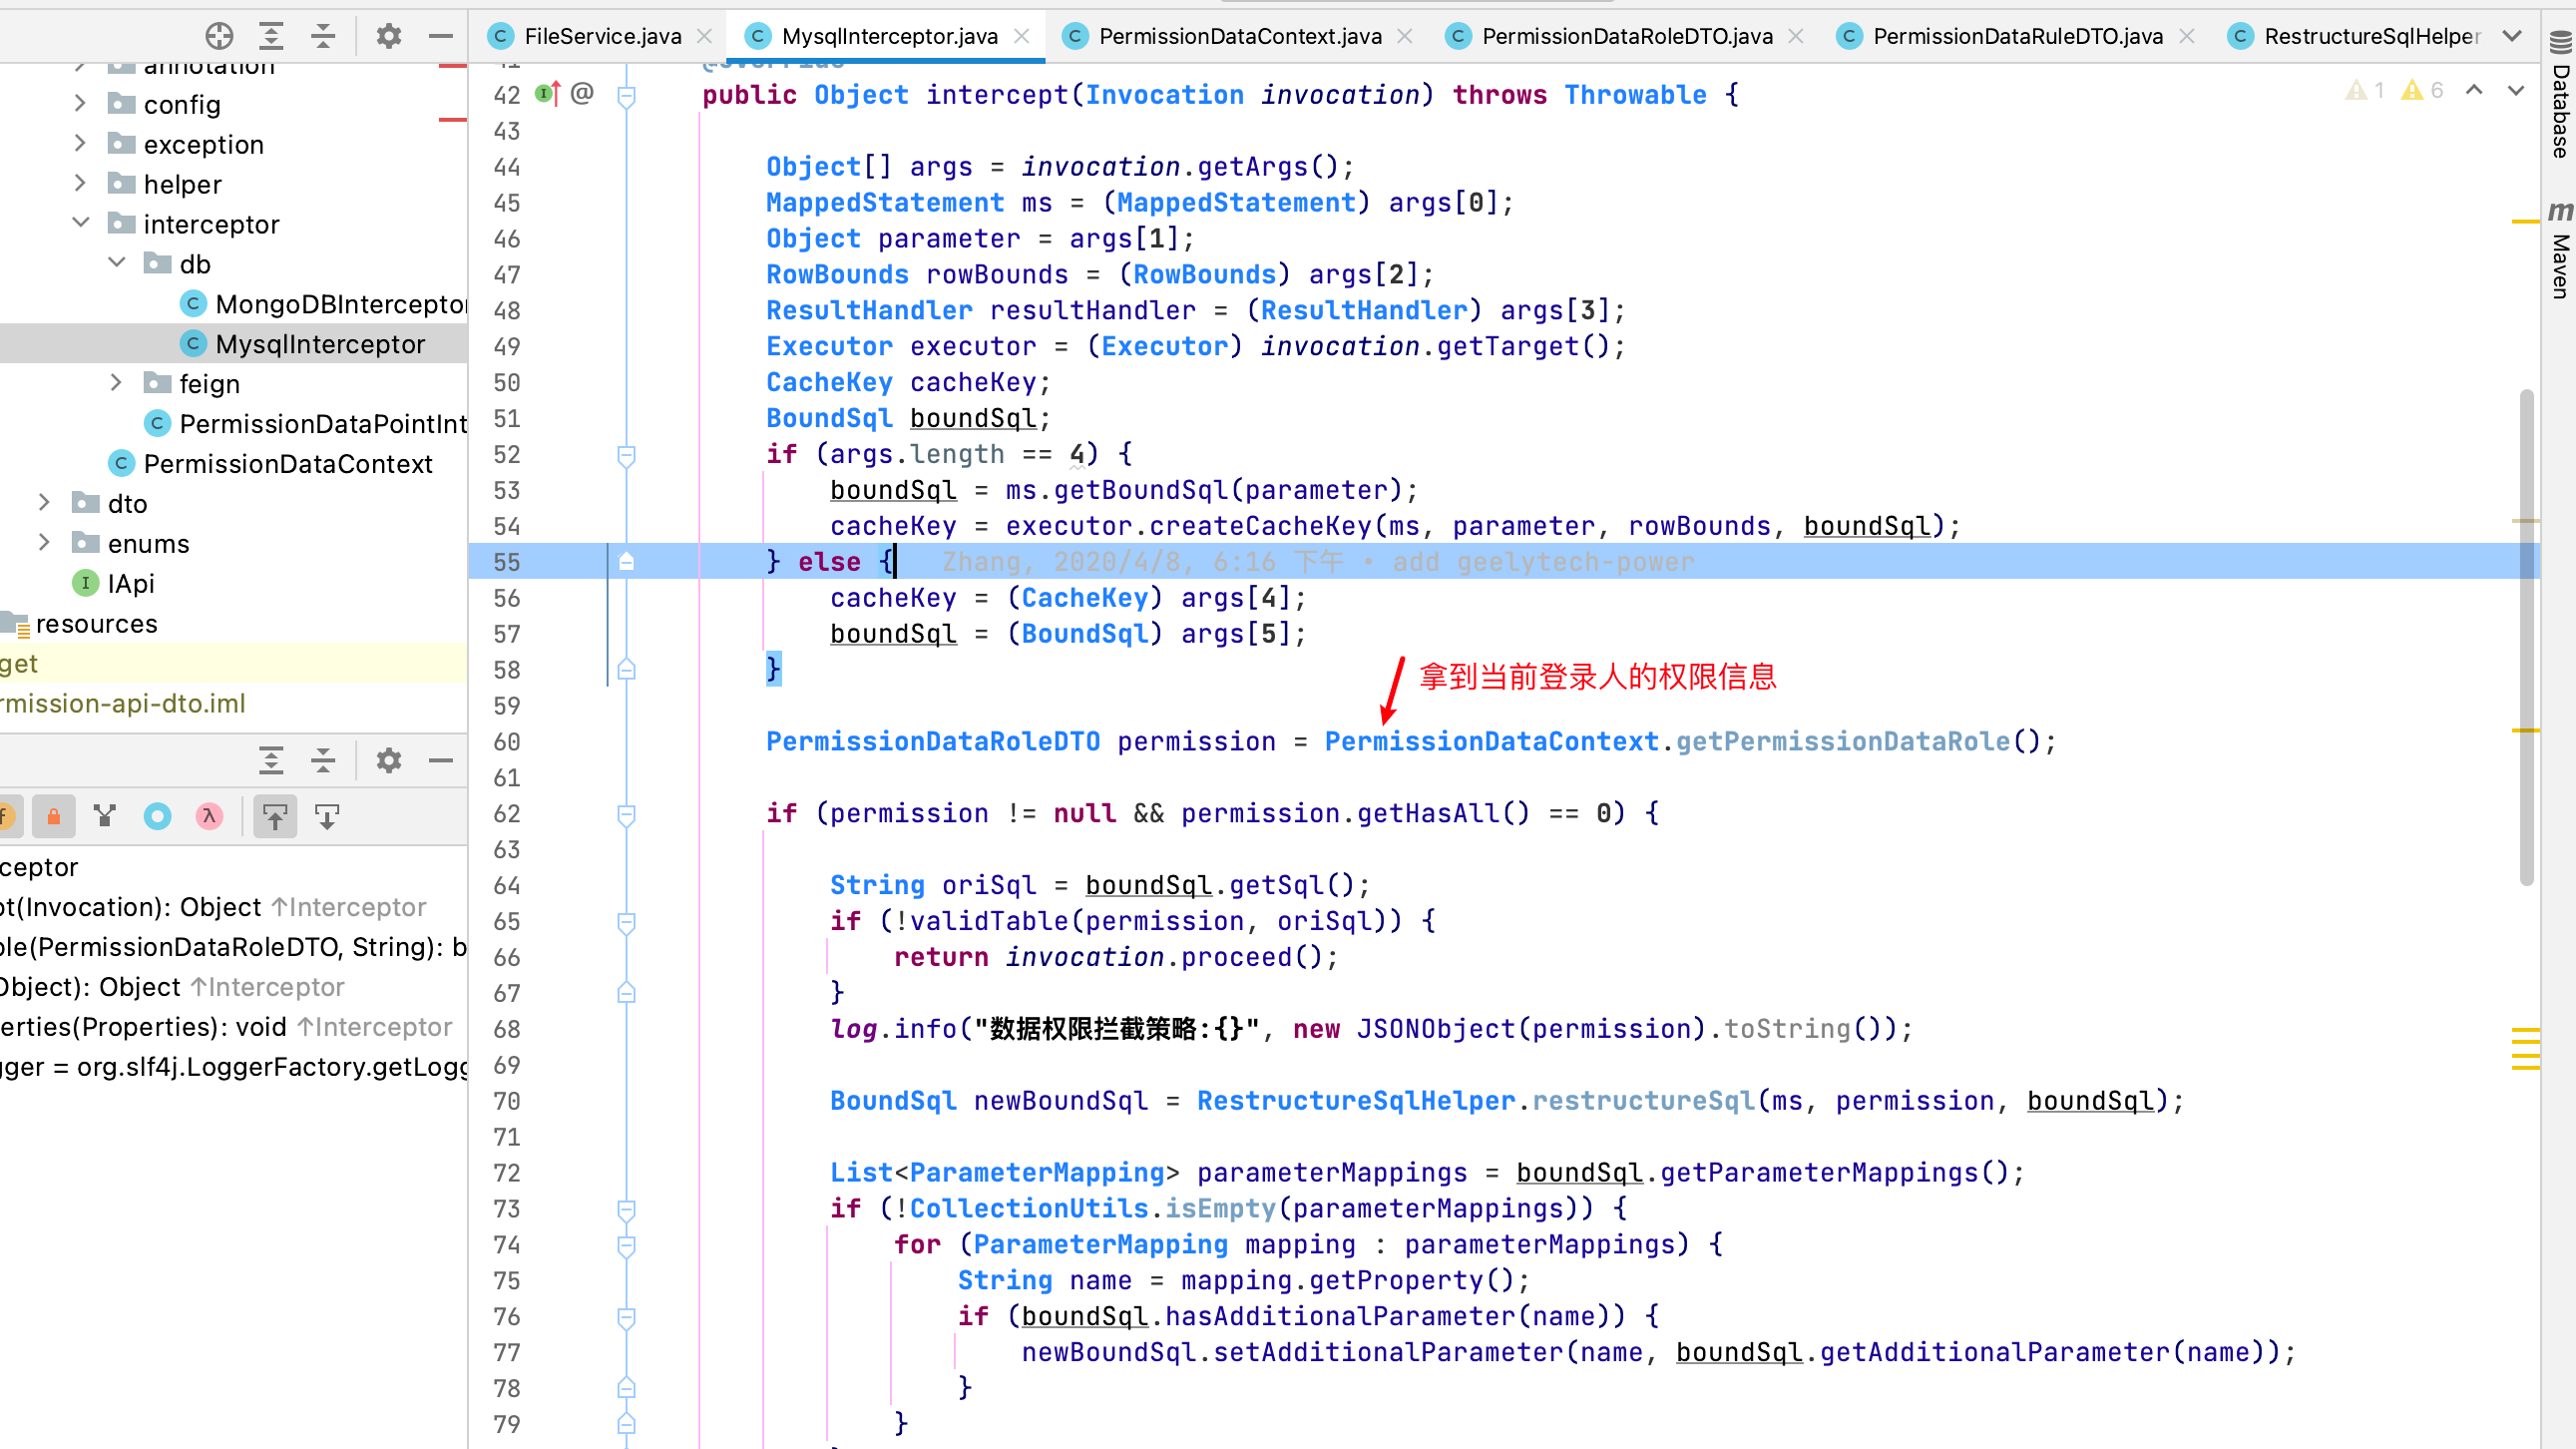 FileService.java
MysqlInterceptor.java
PermissionDataContext.java
PermissionDataRoleDTO.java
PermissionDataRuleDTO.java
RestructureSqlHelper
annotation
config
exception
helper
interceptor
db
MongoDBInterceptor
MysqlInterceptor
feign
PermissionDataPointInt
PermissionDataContext
dto
enums
IApi
resources
get
rmission-api-dto.iml
ceptor
pt(Invocation): Object ↑Interceptor
ble(PermissionDataRoleDTO, String): b
Object): Object ↑Interceptor
erties(Properties): void ↑Interceptor
gger = org.slf4j.LoggerFactory.getLogg
41 @Override
42 public Object intercept(Invocation invocation) throws Throwable {
43
44 Object[] args = invocation.getArgs();
45 MappedStatement ms = (MappedStatement) args[0];
46 Object parameter = args[1];
47 RowBounds rowBounds = (RowBounds) args[2];
48 ResultHandler resultHandler = (ResultHandler) args[3];
49 Executor executor = (Executor) invocation.getTarget();
50 CacheKey cacheKey;
51 BoundSql boundSql;
52 if (args.length == 4) {
53 boundSql = ms.getBoundSql(parameter);
54 cacheKey = executor.createCacheKey(ms, parameter, rowBounds, boundSql);
55 } else { Zhang, 2020/4/8, 6:16 下午 • add geelytech-power
56 cacheKey = (CacheKey) args[4];
57 boundSql = (BoundSql) args[5];
58 }
拿到当前登录人的权限信息
59
60 PermissionDataRoleDTO permission = PermissionDataContext.getPermissionDataRole();
61
62 if (permission != null && permission.getHasAll() == 0) {
63
64 String oriSql = boundSql.getSql();
65 if (!validTable(permission, oriSql)) {
66 return invocation.proceed();
67 }
68 log.info("数据权限拦截策略:{}", new JSONObject(permission).toString());
69
70 BoundSql newBoundSql = RestructureSqlHelper.restructureSql(ms, permission, boundSql);
71
72 List<ParameterMapping> parameterMappings = boundSql.getParameterMappings();
73 if (!CollectionUtils.isEmpty(parameterMappings)) {
74 for (ParameterMapping mapping : parameterMappings) {
75 String name = mapping.getProperty();
76 if (boundSql.hasAdditionalParameter(name)) {
77 newBoundSql.setAdditionalParameter(name, boundSql.getAdditionalParameter(name));
78 }
79 }
1 6
Database
Maven